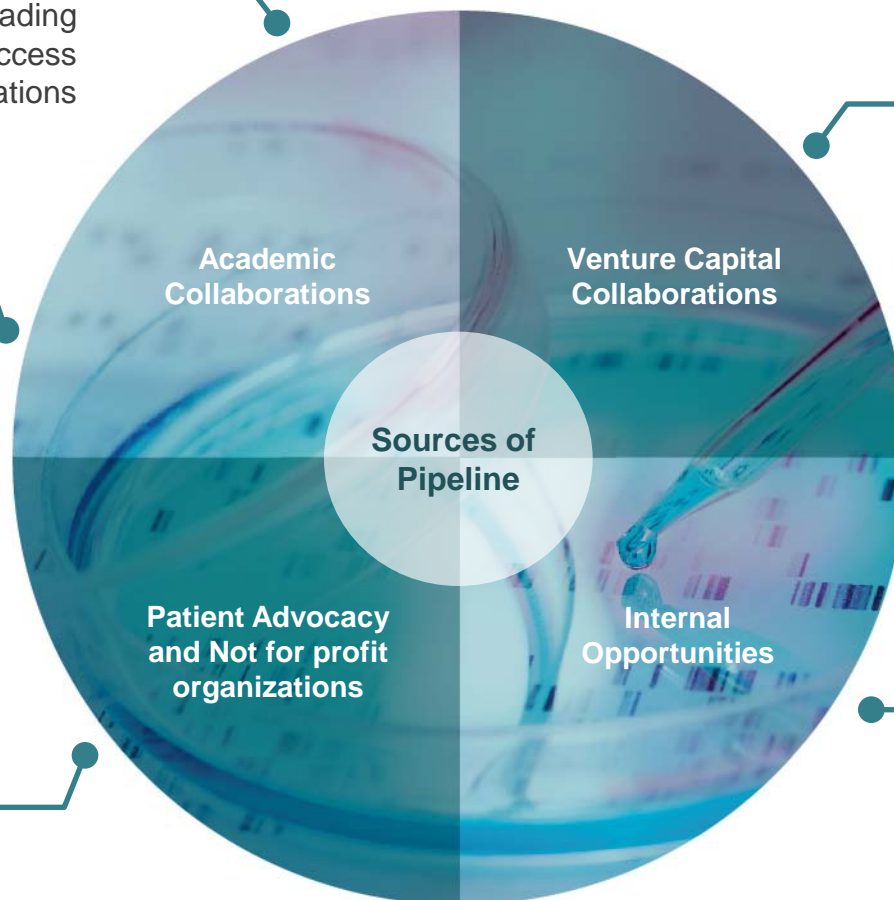 ading
ccess
ations
Academic
Collaborations
Venture Capital
Collaborations
Sources of
Pipeline
Patient Advocacy
and Not for profit
organizations
Internal
Opportunities